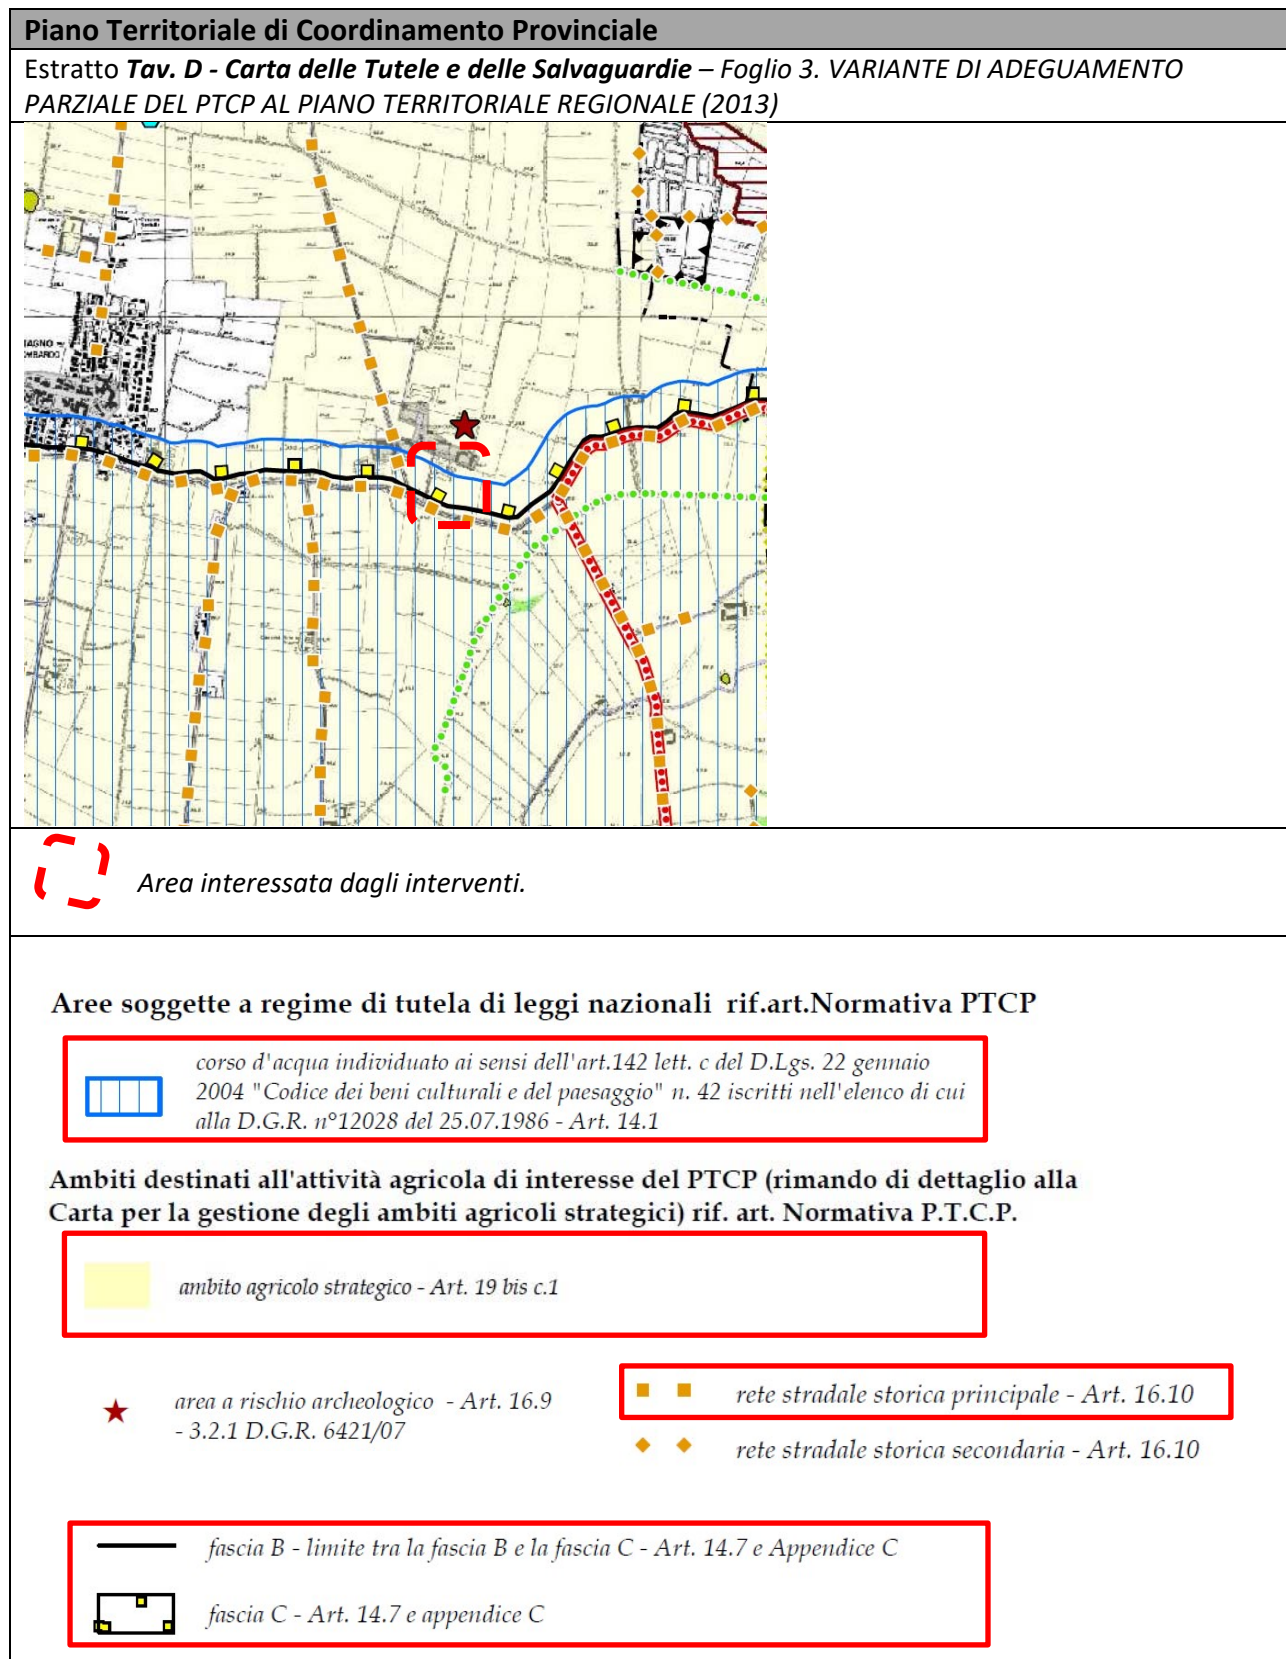 Piano Territoriale di Coordinamento Provinciale
Estratto Tav. D - Carta delle Tutele e delle Salvaguardie – Foglio 3. VARIANTE DI ADEGUAMENTO
PARZIALE DEL PTCP AL PIANO TERRITORIALE REGIONALE (2013)
Area interessata dagli interventi.
Aree soggette a regime di tutela di leggi nazionali rif.art.Normativa PTCP
corso d'acqua individuato ai sensi dell'art.142 lett. c del D.Lgs. 22 gennaio
2004 "Codice dei beni culturali e del paesaggio" n. 42 iscritti nell'elenco di cui
alla D.G.R. n°12028 del 25.07.1986 - Art. 14.1
Ambiti destinati all'attività agricola di interesse del PTCP (rimando di dettaglio alla
Carta per la gestione degli ambiti agricoli strategici) rif. art. Normativa P.T.C.P.
ambito agricolo strategico - Art. 19 bis c.1
area a rischio archeologico - Art. 16.9
- 3.2.1 D.G.R. 6421/07
rete stradale storica principale - Art. 16.10
rete stradale storica secondaria - Art. 16.10
fascia B - limite tra la fascia B e la fascia C - Art. 14.7 e Appendice C
fascia C - Art. 14.7 e appendice C